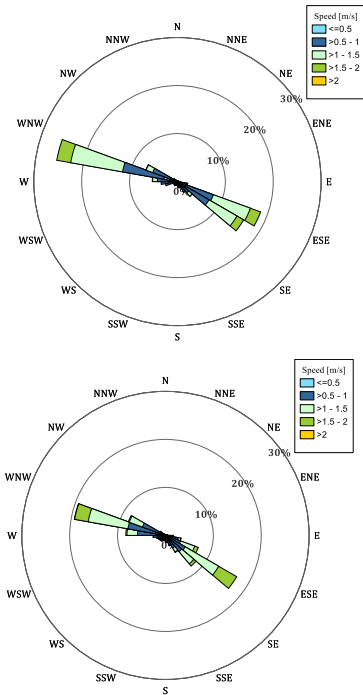 Speed [m/s]
<=0.5
>0.5 - 1
>1 - 1.5
>1.5 - 2
>2
N
NNW
NNE
NW
NE
30%
WNW
ENE
20%
10%
W
0%
E
WSW
ESE
WS
SE
SSW
SSE
S
Speed [m/s]
<=0.5
>0.5 - 1
>1 - 1.5
>1.5 - 2
>2
N
NNW
NNE
NW
NE
30%
WNW
ENE
20%
10%
W
E
WSW
ESE
WS
SE
SSW
SSE
S